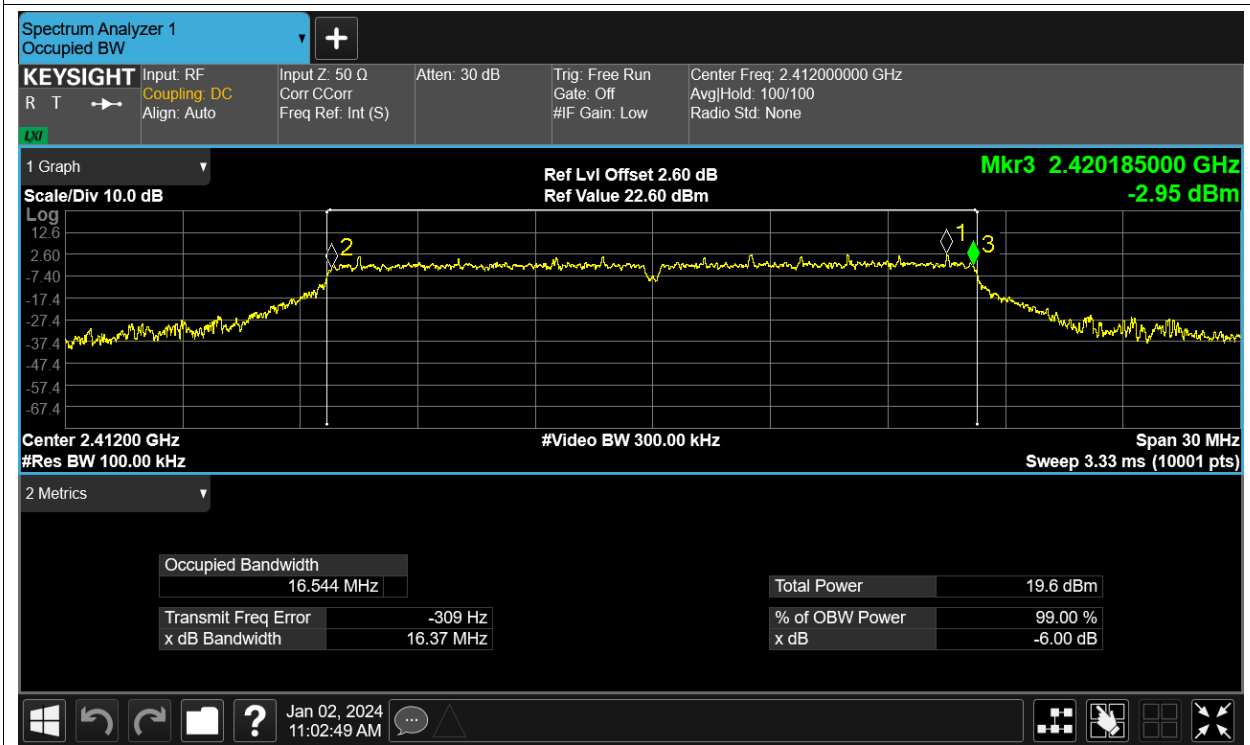 Spectrum Analyzer 1
Occupied BW
KEYSIGHT
R T
LXI
Input: RF
Coupling: DC
Align: Auto
Input Z: 50 Ω
Corr CCorr
Freq Ref: Int (S)
Atten: 30 dB
Trig: Free Run
Gate: Off
#IF Gain: Low
Center Freq: 2.412000000 GHz
Avg|Hold: 100/100
Radio Std: None
1 Graph
Scale/Div 10.0 dB
Ref Lvl Offset 2.60 dB
Ref Value 22.60 dBm
Mkr3 2.420185000 GHz
-2.95 dBm
Log
12.6
2.60
-7.40
-17.4
-27.4
-37.4
-47.4
-57.4
-67.4
2
1
3
Center 2.41200 GHz
#Res BW 100.00 kHz
#Video BW 300.00 kHz
Span 30 MHz
Sweep 3.33 ms (10001 pts)
2 Metrics
Occupied Bandwidth
16.544 MHz
Transmit Freq Error -309 Hz
x dB Bandwidth 16.37 MHz
Total Power 19.6 dBm
% of OBW Power 99.00 %
x dB -6.00 dB
?
Jan 02, 2024
11:02:49 AM